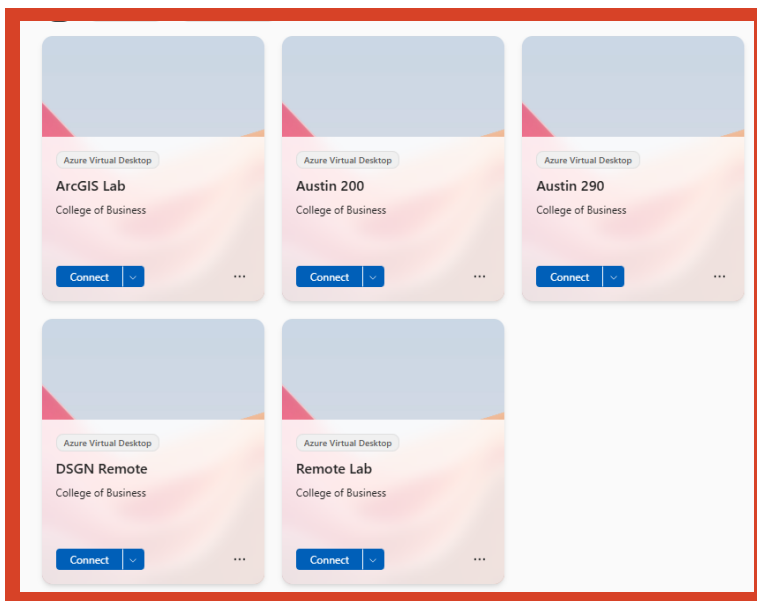 Azure Virtual Desktop
ArcGIS Lab
College of Business
Connect
Azure Virtual Desktop
Austin 200
College of Business
Connect
Azure Virtual Desktop
Austin 290
College of Business
Connect
Azure Virtual Desktop
DSGN Remote
College of Business
Connect
Azure Virtual Desktop
Remote Lab
College of Business
Connect